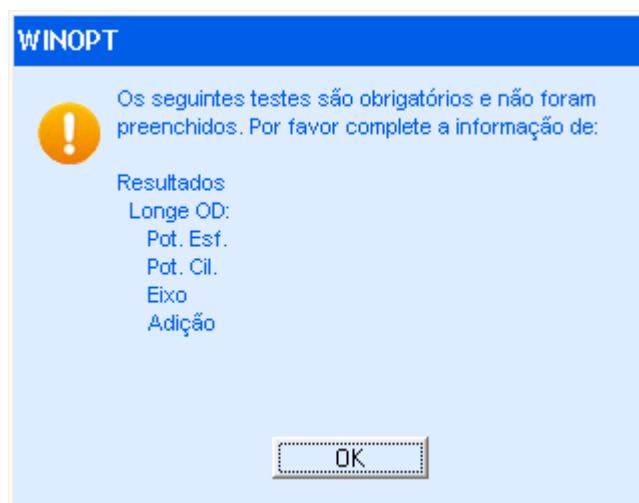 WINOPT
Os seguintes testes são obrigatórios e não foram
preenchidos. Por favor complete a informação de:
Resultados
Longe OD:
Pot. Esf.
Pot. Cil.
Eixo
Adição
OK